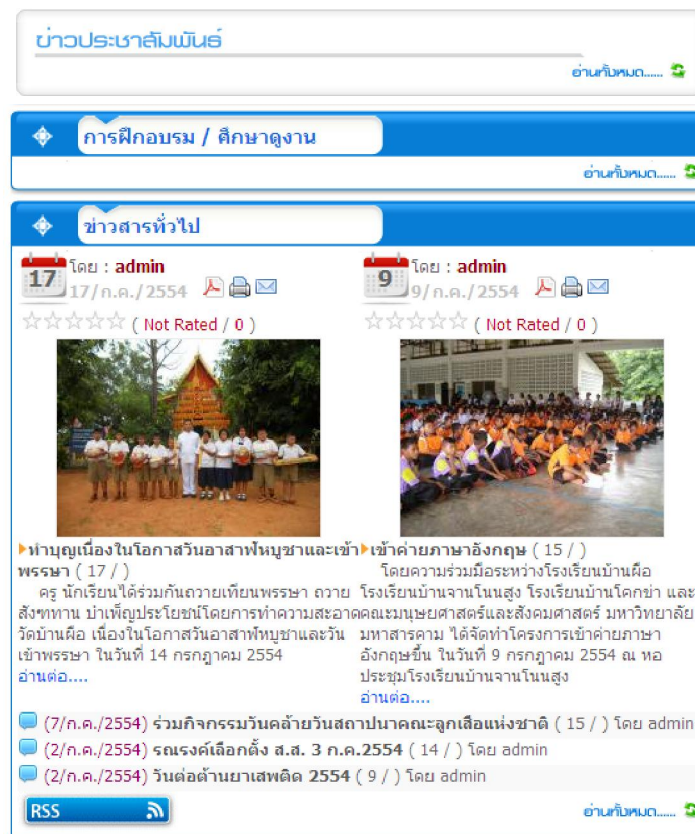 ข่าวประชาสัมพันธ์
อ่านทั้งหมด......
การฝึกอบรม / ศึกษาดูงาน
อ่านทั้งหมด......
ข่าวสารทั่วไป
17
โดย : admin
17/ก.ค./2554
( Not Rated / 0 )
ทำบุญเนื่องในโอกาสวันอาสาฬหบูชาและเข้า
พรรษา ( 17 / )
ครู นักเรียนได้ร่วมกันถวายเทียนพรรษา ถวาย
สังฆทาน บำเพ็ญประโยชน์โดยการทำความสะอาด
วัดบ้านผือ เนื่องในโอกาสวันอาสาฬหบูชาและวัน
เข้าพรรษา ในวันที่ 14 กรกฎาคม 2554
อ่านต่อ....
9
โดย : admin
9/ก.ค./2554
( Not Rated / 0 )
เข้าค่ายภาษาอังกฤษ ( 15 / )
โดยความร่วมมือระหว่างโรงเรียนบ้านผือ
โรงเรียนบ้านจานโนนสูง โรงเรียนบ้านโคกข่า และ
คณะมนุษยศาสตร์และสังคมศาสตร์ มหาวิทยาลัย
มหาสารคาม ได้จัดทำโครงการเข้าค่ายภาษา
อังกฤษขึ้น ในวันที่ 9 กรกฎาคม 2554 ณ หอ
ประชุมโรงเรียนบ้านจานโนนสูง
อ่านต่อ....
(7/ก.ค./2554) ร่วมกิจกรรมวันคล้ายวันสถาปนาคณะลูกเสือแห่งชาติ ( 15 / ) โดย admin
(2/ก.ค./2554) รณรงค์เลือกตั้ง ส.ส. 3 ก.ค.2554 ( 14 / ) โดย admin
(2/ก.ค./2554) วันต่อต้านยาเสพติด 2554 ( 9 / ) โดย admin
RSS
อ่านทั้งหมด......